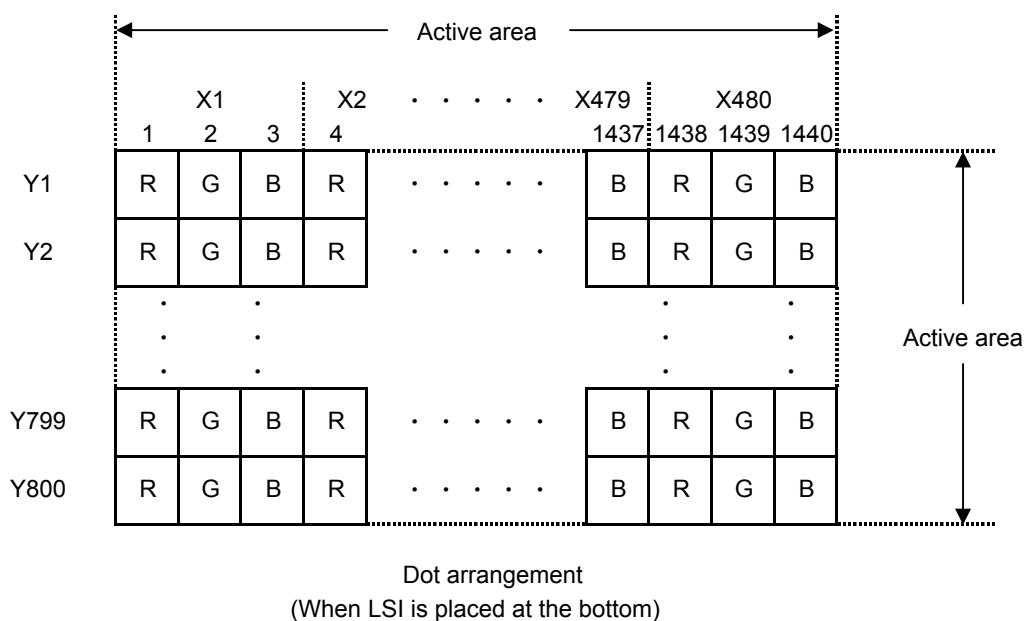 Active area
X1 X2 · · · · · X479 X480
1 2 3 4 1437 1438 1439 1440
Y1 R G B R · · · · · B R G B
Y2 R G B R · · · · · B R G B
Active area
Y799 R G B R · · · · · B R G B
Y800 R G B R · · · · · B R G B
Dot arrangement
(When LSI is placed at the bottom)